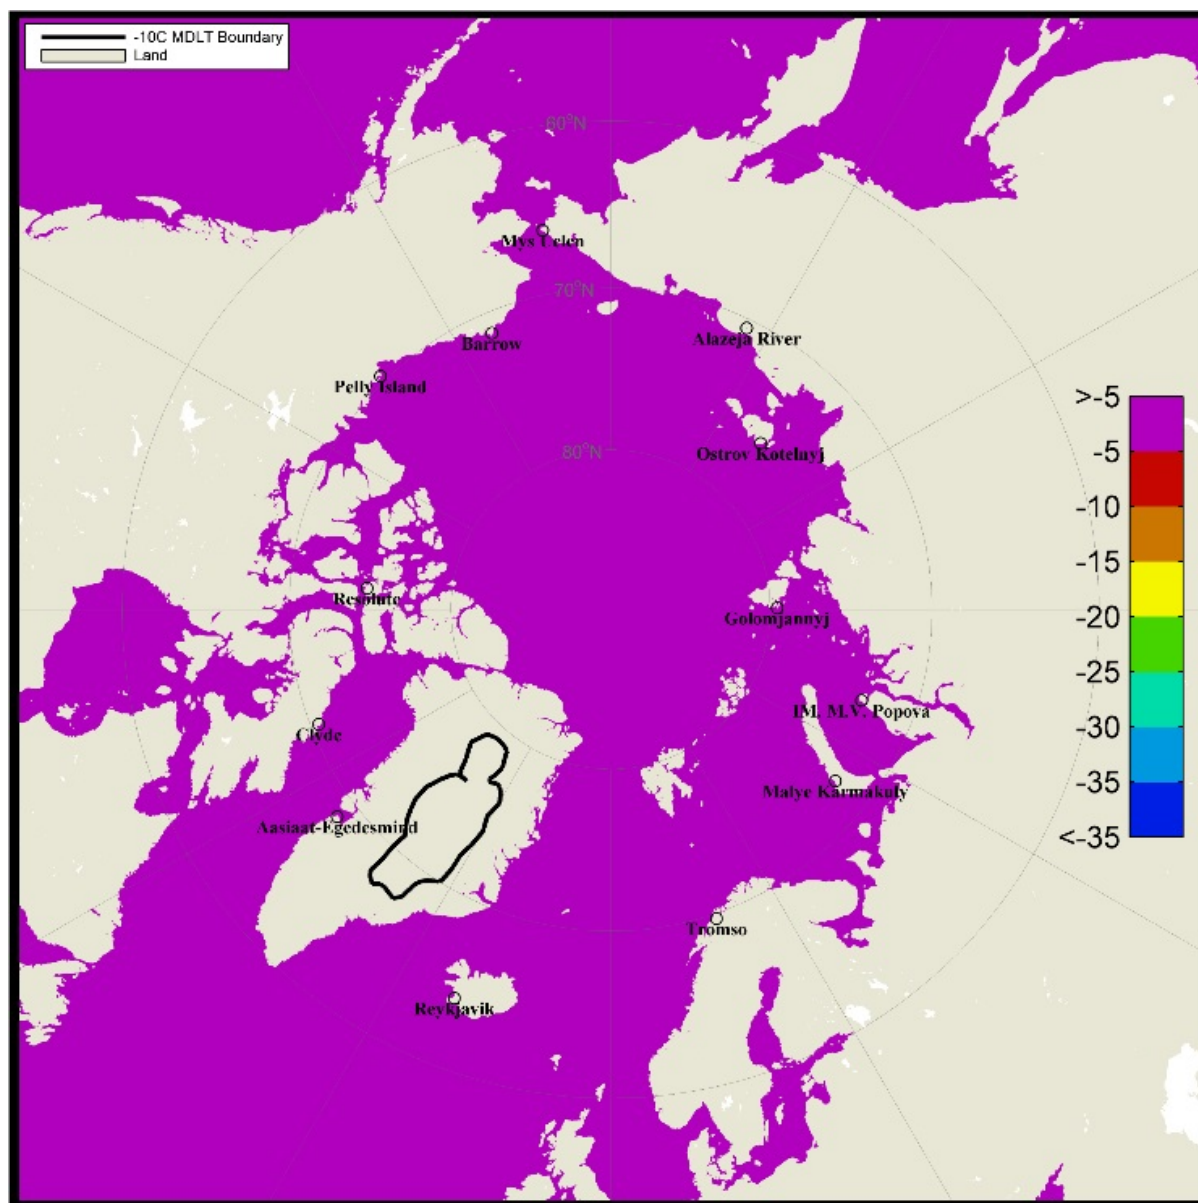 -10C MDLT Boundary
Land
60°N
Mys Uelen
70°N
Barrow
Alazeja River
Pelly Island
>-5
-5
-10
-15
-20
-25
-30
-35
<-35
80°N
Ostrov Kotelnyj
Resolute
Golomjannyj
IM. M.V. Popova
Clyde
Malye Karmakuly
Aasiaat-Egedesmind
Tromso
Reykjavik